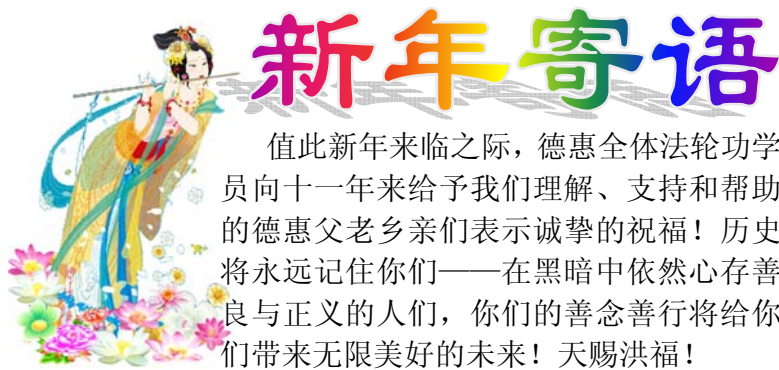 新年寄语
值此新年来临之际，德惠全体法轮功学
员向十一年来给予我们理解、支持和帮助
的德惠父老乡亲们表示诚挚的祝福！历史
将永远记住你们——在黑暗中依然心存善
良与正义的人们，你们的善念善行将给你
们带来无限美好的未来！天赐洪福！